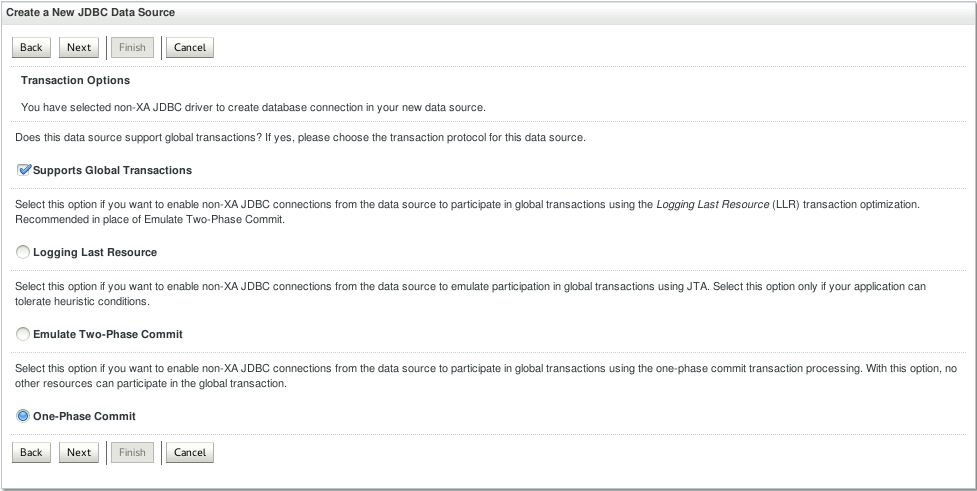 Create a New JDBC Data Source
Back Next Finish Cancel
Transaction Options
You have selected non-XA JDBC driver to create database connection in your new data source.
Does this data source support global transactions? If yes, please choose the transaction protocol for this data source.
Supports Global Transactions
Select this option if you want to enable non-XA JDBC connections from the data source to participate in global transactions using the Logging Last Resource (LLR) transaction optimization.
Recommended in place of Emulate Two-Phase Commit.
Logging Last Resource
Select this option if you want to enable non-XA JDBC connections from the data source to emulate participation in global transactions using JTA. Select this option only if your application can
tolerate heuristic conditions.
Emulate Two-Phase Commit
Select this option if you want to enable non-XA JDBC connections from the data source to participate in global transactions using the one-phase commit transaction processing. With this option, no
other resources can participate in the global transaction.
One-Phase Commit
Back Next Finish Cancel